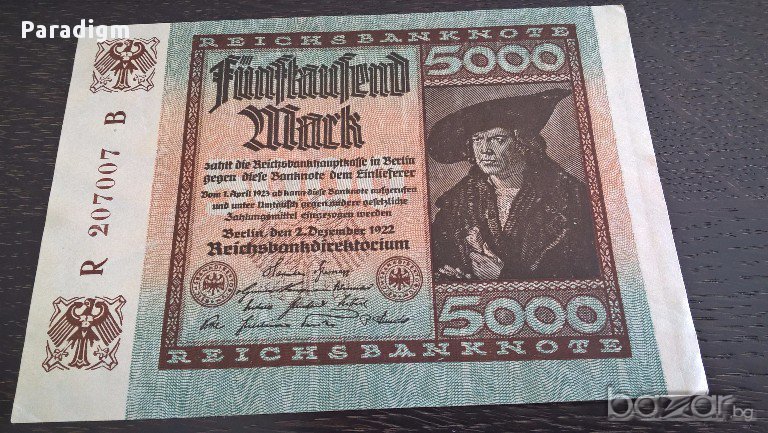 Paradigm
REICHSBANKNOTE
5000
Fünftausend
Mark
zahlt die Reichsbankhauptkasse in Berlin
gegen diese Banknote dem Einlieferer
Vom 1. April 1923 ab kann diese Banknote aufgerufen
und unter Umtausch gegen andere gesetzliche
Zahlungsmittel eingezogen werden
Berlin, den 2. Dezember 1922
Reichsbankdirektorium
5000
REICHSBANKNOTE
R 207007 B
bazar.bg